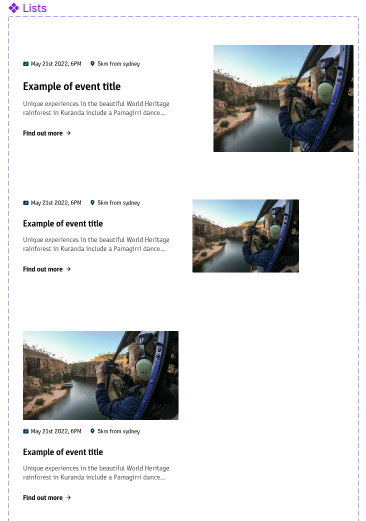 Lists
May 21st 2022, 6PM 5km from sydney
Example of event title
Unique experiences in the beautiful World Heritage
rainforest in Kuranda include a Pamagirri dance...
Find out more →
May 21st 2022, 6PM 5km from sydney
Example of event title
Unique experiences in the beautiful World Heritage
rainforest in Kuranda include a Pamagirri dance...
Find out more →
May 21st 2022, 6PM 5km from sydney
Example of event title
Unique experiences in the beautiful World Heritage
rainforest in Kuranda include a Pamagirri dance...
Find out more →